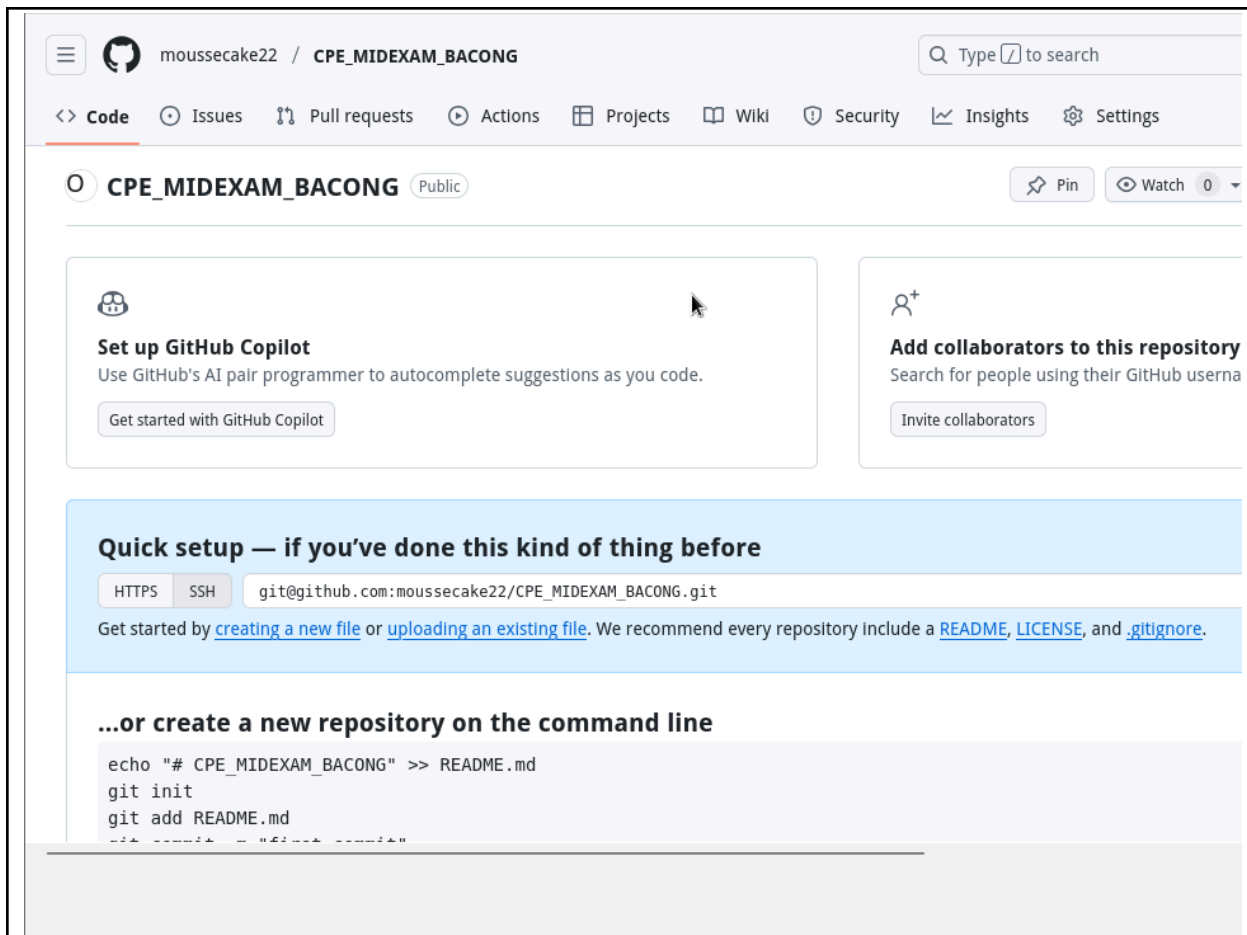 moussecake22 / CPE_MIDEXAM_BACONG
Type / to search
<> Code Issues Pull requests Actions Projects Wiki Security Insights Settings
O CPE_MIDEXAM_BACONG Public
Pin Watch 0
Set up GitHub Copilot
Use GitHub's AI pair programmer to autocomplete suggestions as you code.
Get started with GitHub Copilot
Add collaborators to this repository
Search for people using their GitHub userna
Invite collaborators
Quick setup — if you’ve done this kind of thing before
HTTPS SSH git@github.com:moussecake22/CPE_MIDEXAM_BACONG.git
Get started by creating a new file or uploading an existing file. We recommend every repository include a README, LICENSE, and .gitignore.
...or create a new repository on the command line
echo "# CPE_MIDEXAM_BACONG" >> README.md
git init
git add README.md
git commit -m "first commit"